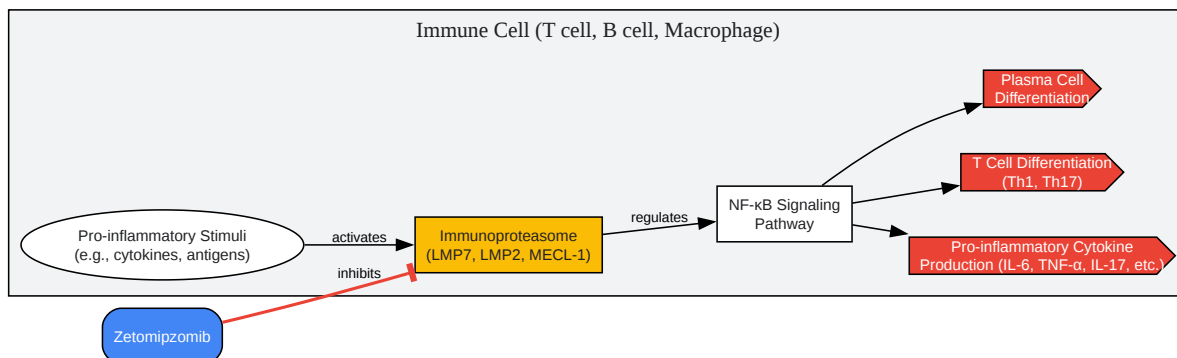 Immune Cell (T cell, B cell, Macrophage)
Plasma Cell
Differentiation
T Cell Differentiation
(Th1, Th17)
NF-κB Signaling
Pathway
regulates
Pro-inflammatory Stimuli
(e.g., cytokines, antigens)
activates
Immunoproteasome
(LMP7, LMP2, MECL-1)
Pro-inflammatory Cytokine
Production (IL-6, TNF-α, IL-17, etc.)
inhibits
Zetomipzomib